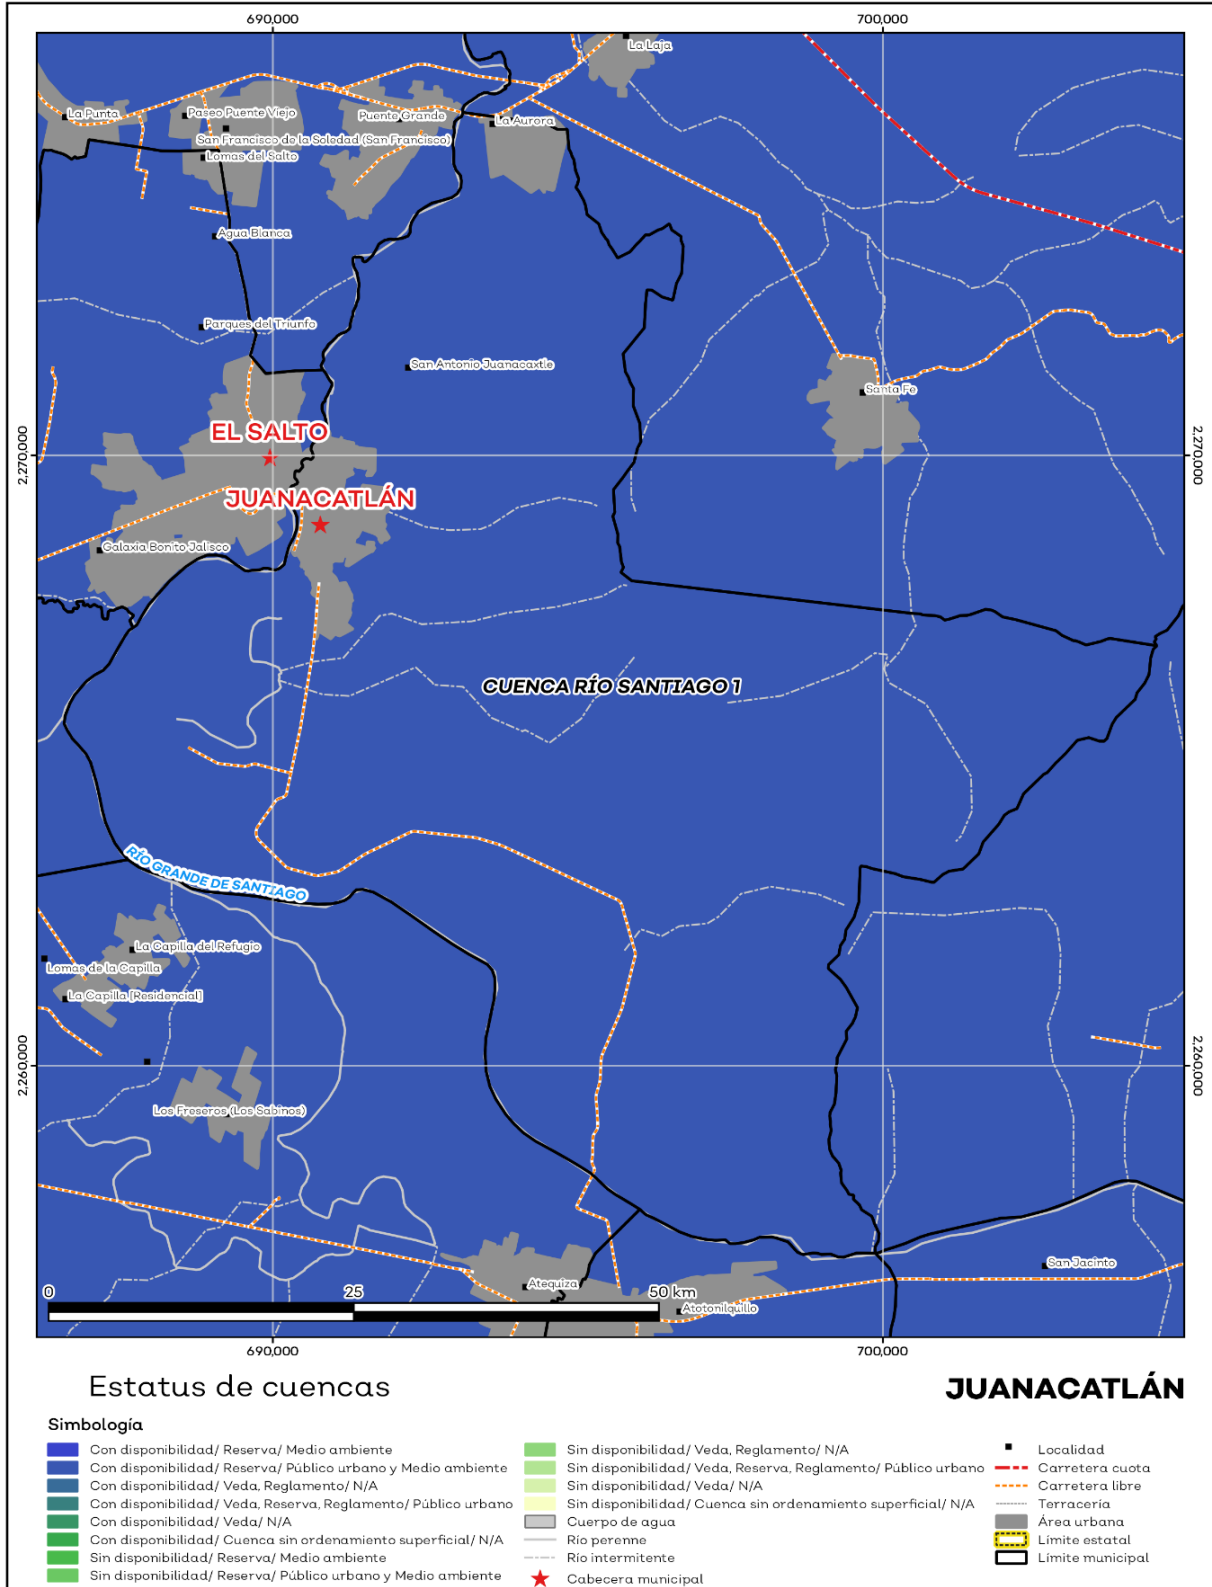 690,000
700,000
La Laja
La Punta
Paseo Puente Viejo
Puente Grande
La Aurora
San Francisco de la Soledad (San Francisco)
Lomas del Salto
Agua Blanca
Parques del Triunfo
San Antonio Juanacaxtle
Santa Fe
EL SALTO
2,270,000
2,270,000
JUANACATLÁN
Galaxia Bonito Jalisco
CUENCA RÍO SANTIAGO 1
RÍO GRANDE DE SANTIAGO
La Capilla del Refugio
Lomas de la Capilla
La Capilla [Residencial]
2,260,000
2,260,000
Los Freseros (Los Sabinos)
San Jacinto
Atequiza
Atotonilquillo
0
25
50 km
690,000
700,000
Estatus de cuencas
JUANACATLÁN
Simbología
Con disponibilidad/ Reserva/ Medio ambiente
Con disponibilidad/ Reserva/ Público urbano y Medio ambiente
Con disponibilidad/ Veda, Reglamento/ N/A
Con disponibilidad/ Veda, Reserva, Reglamento/ Público urbano
Con disponibilidad/ Veda/ N/A
Con disponibilidad/ Cuenca sin ordenamiento superficial/ N/A
Sin disponibilidad/ Reserva/ Medio ambiente
Sin disponibilidad/ Reserva/ Público urbano y Medio ambiente
Sin disponibilidad/ Veda, Reglamento/ N/A
Sin disponibilidad/ Veda, Reserva, Reglamento/ Público urbano
Sin disponibilidad/ Veda/ N/A
Sin disponibilidad/ Cuenca sin ordenamiento superficial/ N/A
Cuerpo de agua
Río perenne
Río intermitente
Cabecera municipal
Localidad
Carretera cuota
Carretera libre
Terracería
Área urbana
Límite estatal
Límite municipal